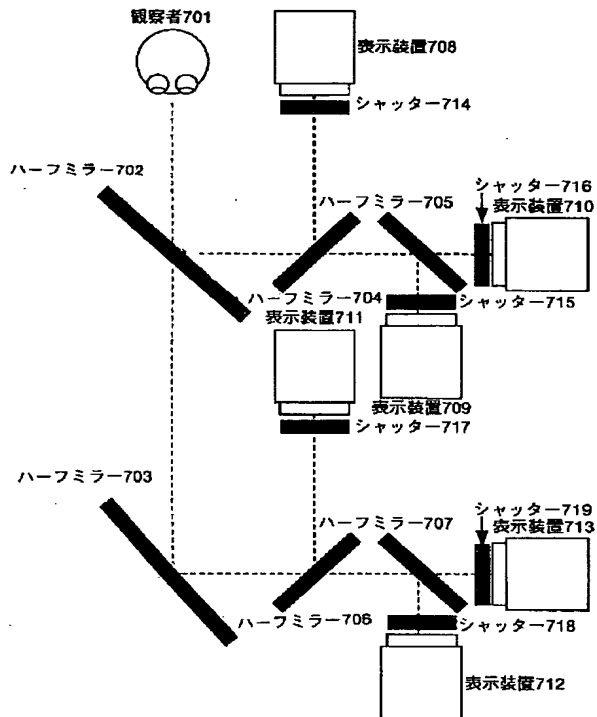 観察者701
表示装置708
シャッター714
ハーフミラー702
ハーフミラー705
シャッター716
表示装置710
ハーフミラー704
表示装置711
シャッター715
表示装置709
シャッター717
ハーフミラー703
ハーフミラー707
シャッター719
表示装置713
ハーフミラー706
シャッター718
表示装置712